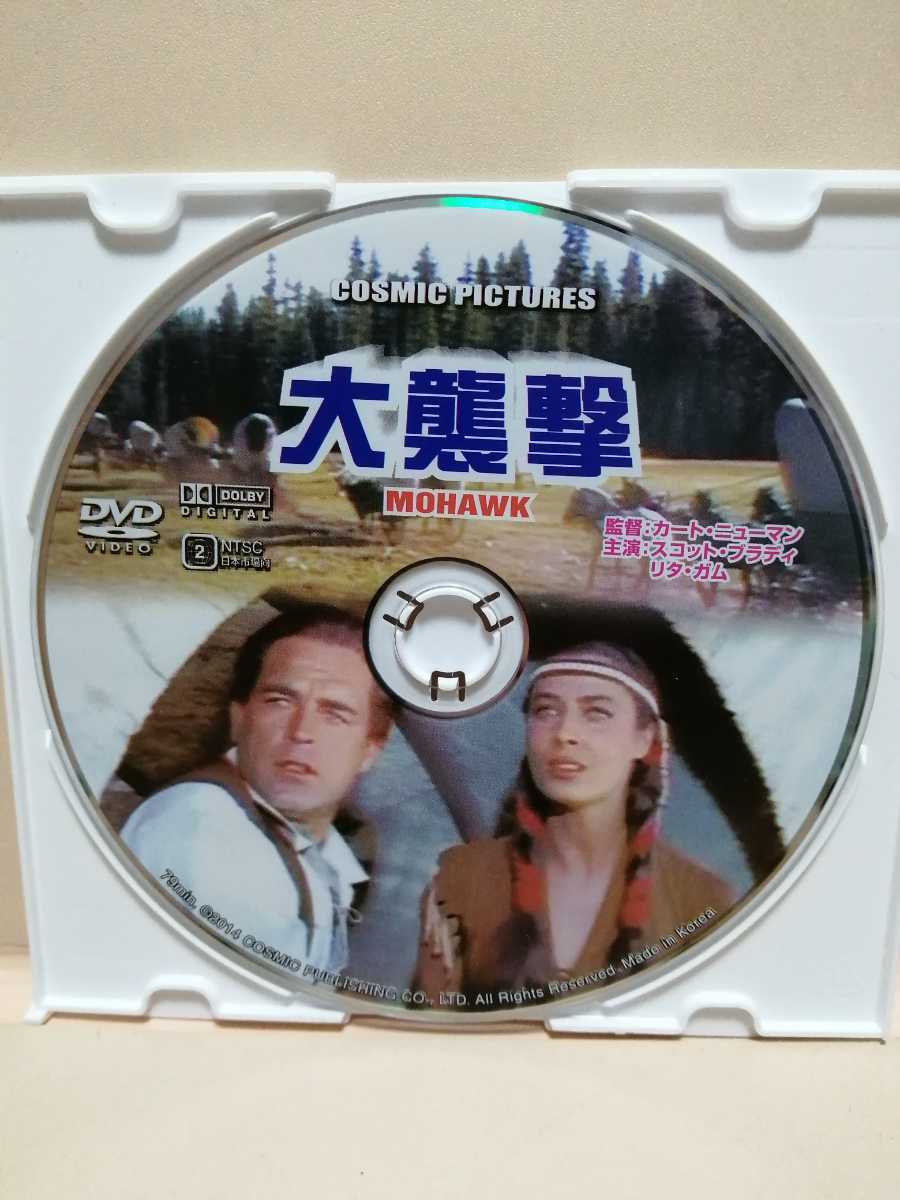 COSMIC PICTURES
大襲撃
MOHAWK
DVD
VIDEO
DOLBY
DIGITAL
2
NTSC
日本市場向
監督:カート・ニューマン
主演:スコット・ブラディ
リタ・ガム
79min. ©2014 COSMIC PUBLISHING CO., LTD. All Rights Reserved. Made in Korea